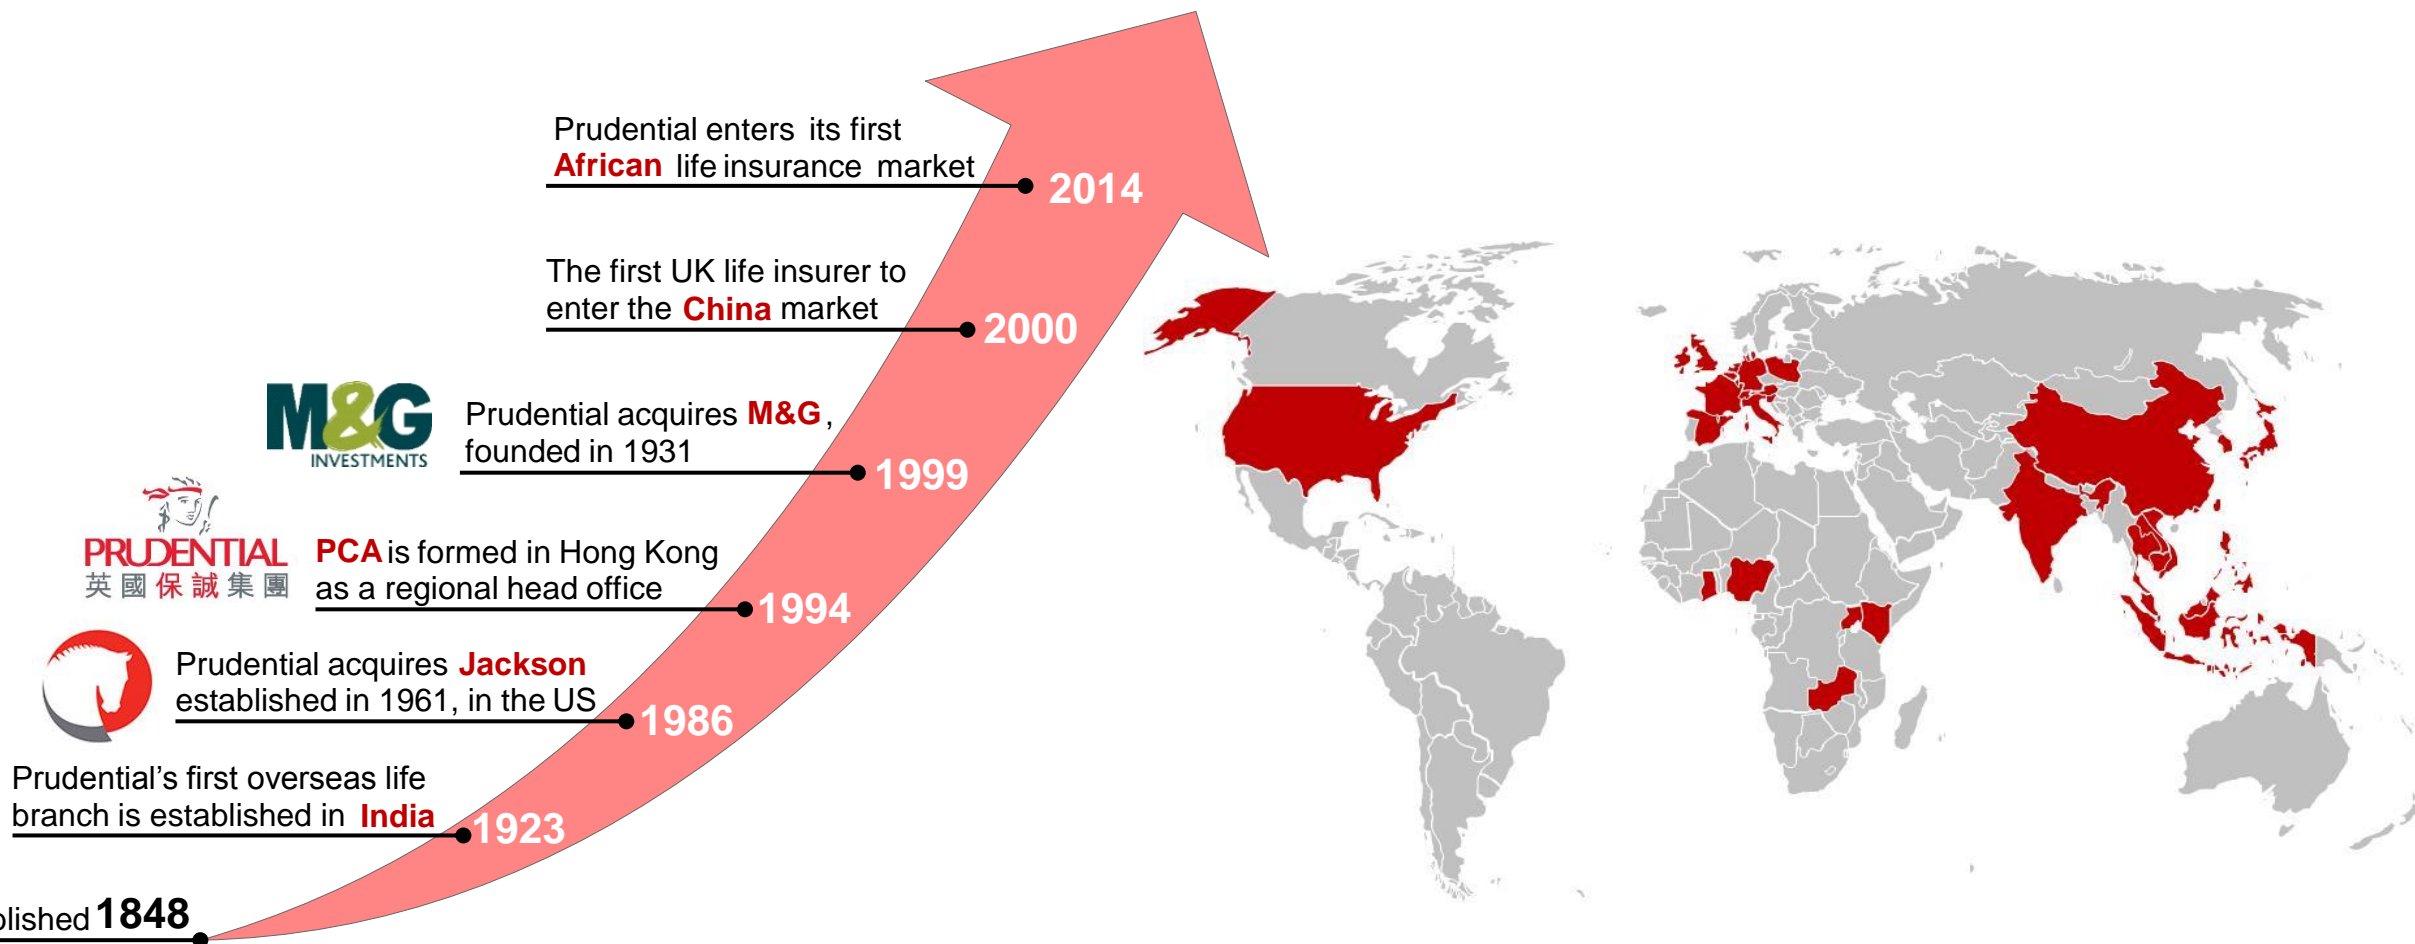 Prudential enters its first
African life insurance market
2014
The first UK life insurer to
enter the China market
2000
M&G
INVESTMENTS
Prudential acquires M&G,
founded in 1931
1999
PRUDENTIAL
英國保誠集團
PCA is formed in Hong Kong
as a regional head office
1994
Prudential acquires Jackson
established in 1961, in the US
1986
Prudential’s first overseas life
branch is established in India
1923
1848